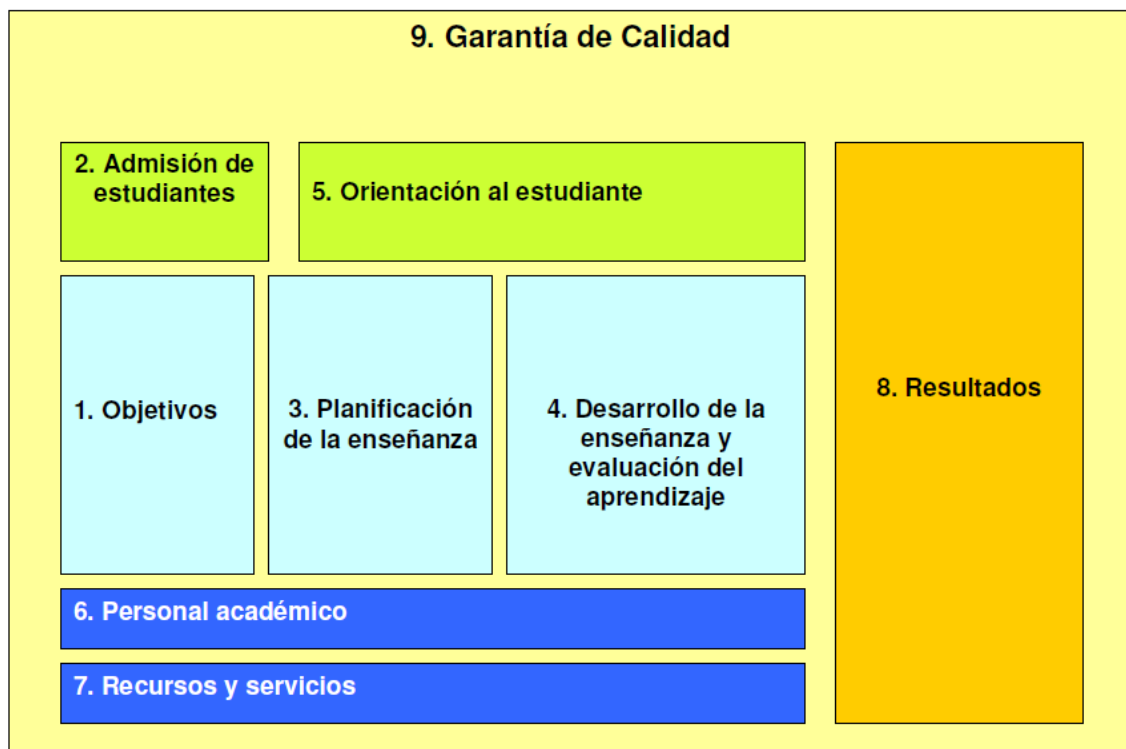 9. Garantía de Calidad
2. Admisión de
estudiantes
5. Orientación al estudiante
1. Objetivos
3. Planificación
de la enseñanza
4. Desarrollo de la
enseñanza y
evaluación del
aprendizaje
8. Resultados
6. Personal académico
7. Recursos y servicios